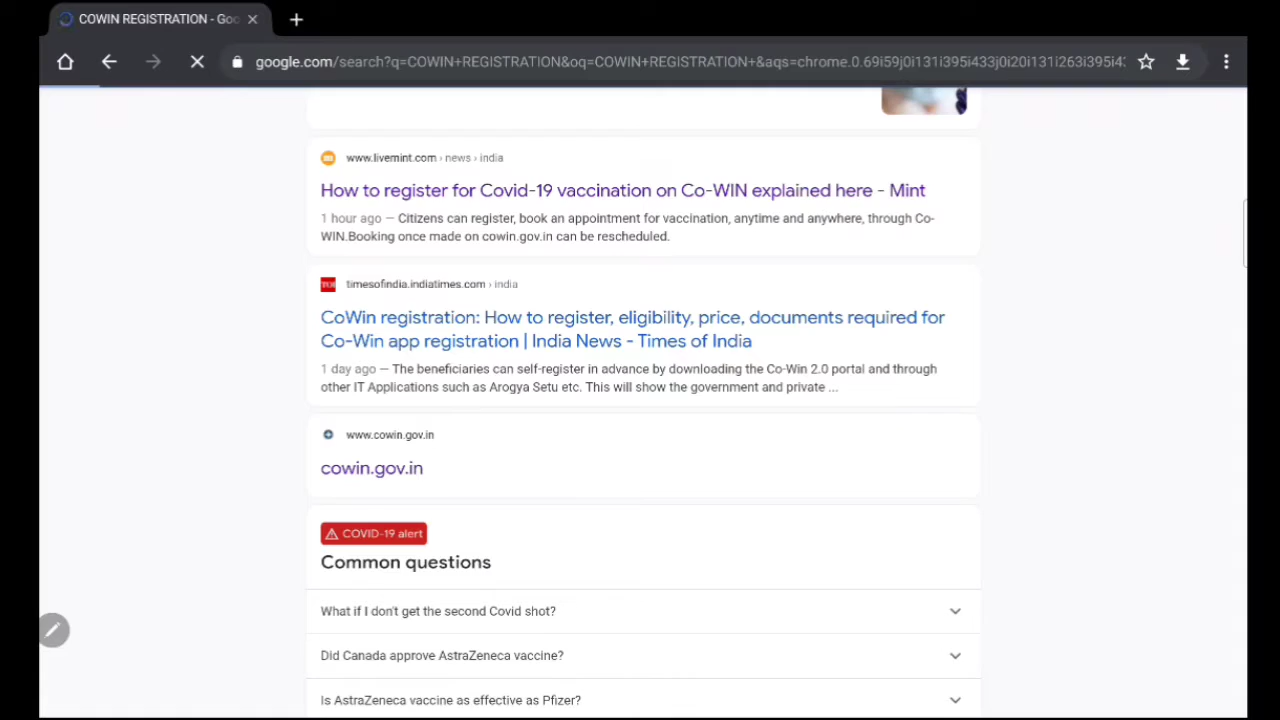 COWIN REGISTRATION - Goo
google.com/search?q=COWIN+REGISTRATION&oq=COWIN+REGISTRATION+&aqs=chrome.0.69i59j0i131i395i433j0i20i131i263i395i4
www.livemint.com › news › india
How to register for Covid-19 vaccination on Co-WIN explained here - Mint
1 hour ago — Citizens can register, book an appointment for vaccination, anytime and anywhere, through Co-
WIN.Booking once made on cowin.gov.in can be rescheduled.
timesofindia.indiatimes.com › india
CoWin registration: How to register, eligibility, price, documents required for
Co-Win app registration | India News - Times of India
1 day ago — The beneficiaries can self-register in advance by downloading the Co-Win 2.0 portal and through
other IT Applications such as Arogya Setu etc. This will show the government and private ...
www.cowin.gov.in
cowin.gov.in
COVID-19 alert
Common questions
What if I don't get the second Covid shot?
Did Canada approve AstraZeneca vaccine?
Is AstraZeneca vaccine as effective as Pfizer?